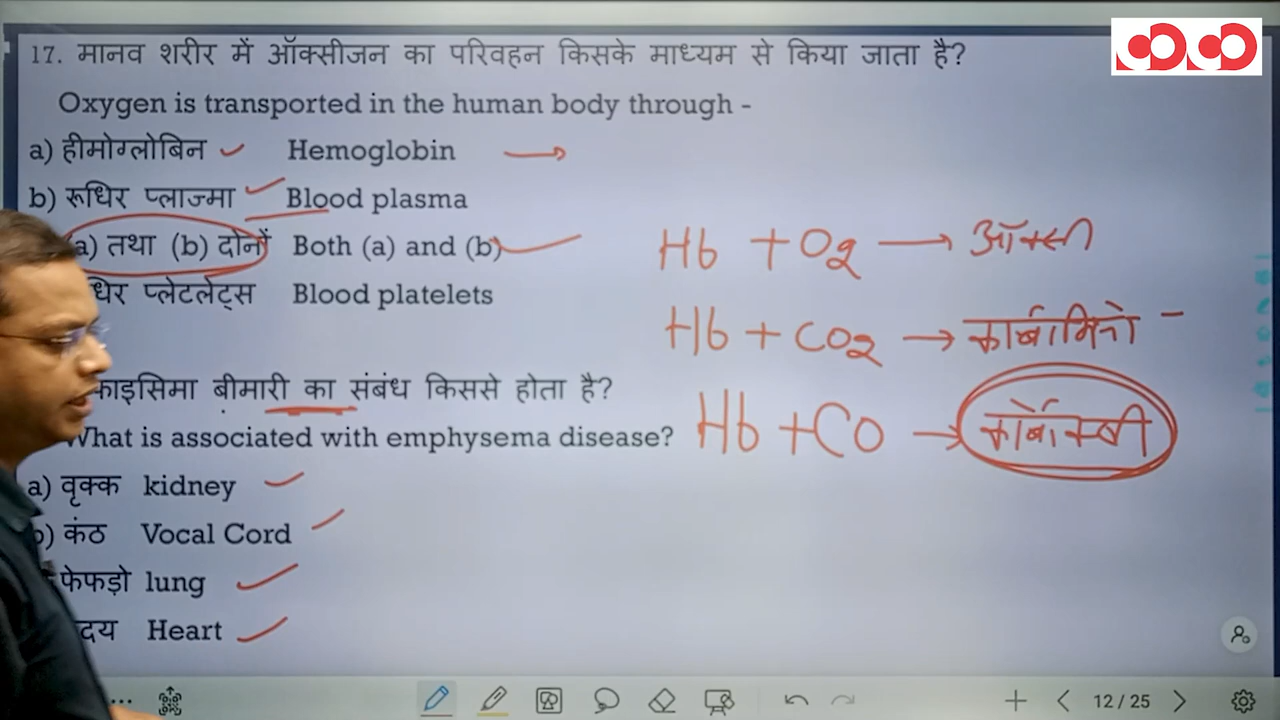 17. मानव शरीर में ऑक्सीजन का परिवहन किसके माध्यम से किया जाता है?
Oxygen is transported in the human body through -
a) हीमोग्लोबिन Hemoglobin
b) रूधिर प्लाज्मा Blood plasma
a) तथा (b) दोनों Both (a) and (b)
धिर प्लेटलेट्स Blood platelets
Hb + O2 → ऑक्सी
Hb + CO2 → कार्बामिनो -
Hb + CO →
फाइसिमा बीमारी का संबंध किससे होता है?
What is associated with emphysema disease?
a) वृक्क kidney
b) कंठ Vocal Cord
फेफड़ो lung
दय Heart
12 / 25